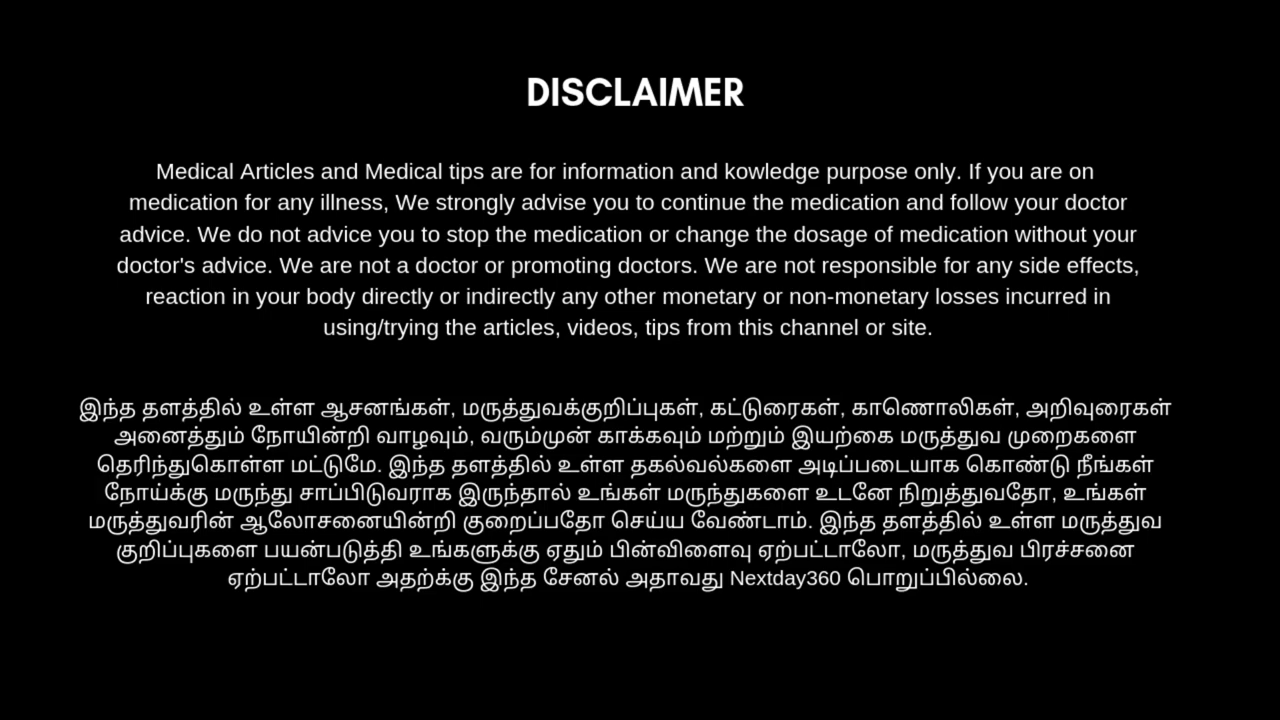 DISCLAIMER
Medical Articles and Medical tips are for information and kowledge purpose only. If you are on
medication for any illness, We strongly advise you to continue the medication and follow your doctor
advice. We do not advice you to stop the medication or change the dosage of medication without your
doctor's advice. We are not a doctor or promoting doctors. We are not responsible for any side effects,
reaction in your body directly or indirectly any other monetary or non-monetary losses incurred in
using/trying the articles, videos, tips from this channel or site.
இந்த தளத்தில் உள்ள ஆசனங்கள், மருத்துவக்குறிப்புகள், கட்டுரைகள், காணொலிகள், அறிவுரைகள்
அனைத்தும் நோயின்றி வாழவும், வரும்முன் காக்கவும் மற்றும் இயற்கை மருத்துவ முறைகளை
தெரிந்துகொள்ள மட்டுமே. இந்த தளத்தில் உள்ள தகல்வல்களை அடிப்படையாக கொண்டு நீங்கள்
நோய்க்கு மருந்து சாப்பிடுவராக இருந்தால் உங்கள் மருந்துகளை உடனே நிறுத்துவதோ, உங்கள்
மருத்துவரின் ஆலோசனையின்றி குறைப்பதோ செய்ய வேண்டாம். இந்த தளத்தில் உள்ள மருத்துவ
குறிப்புகளை பயன்படுத்தி உங்களுக்கு ஏதும் பின்விளைவு ஏற்பட்டாலோ, மருத்துவ பிரச்சனை
ஏற்பட்டாலோ அதற்க்கு இந்த சேனல் அதாவது Nextday360 பொறுப்பில்லை.